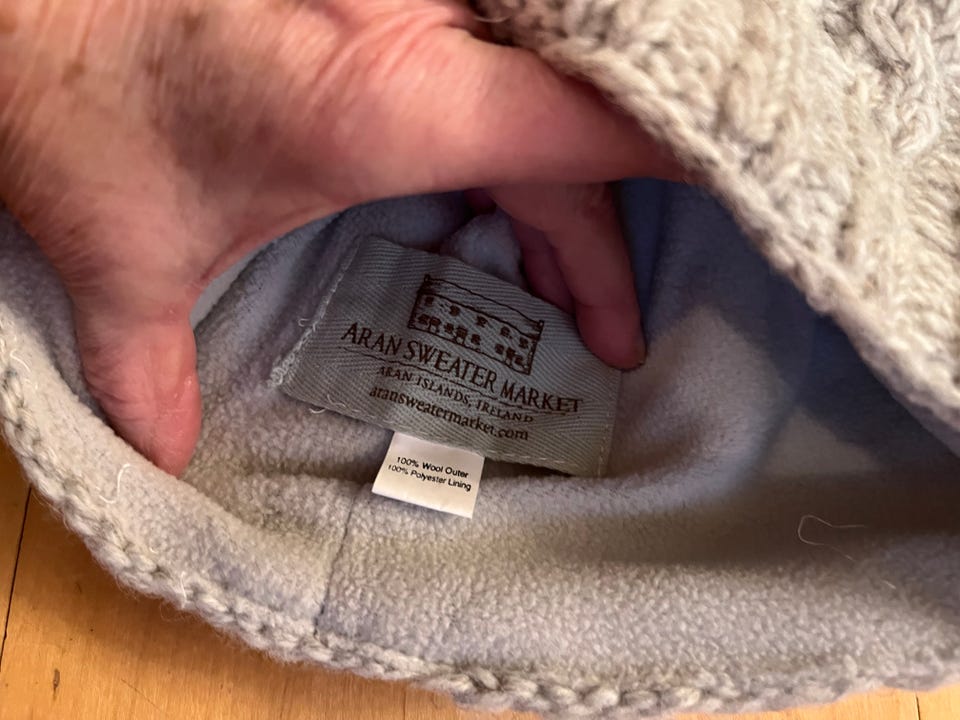 ARAN SWEATER MARKET
ARAN ISLANDS, IRELAND
aransweatermarket.com
100% Wool Outer
100% Polyester Lining